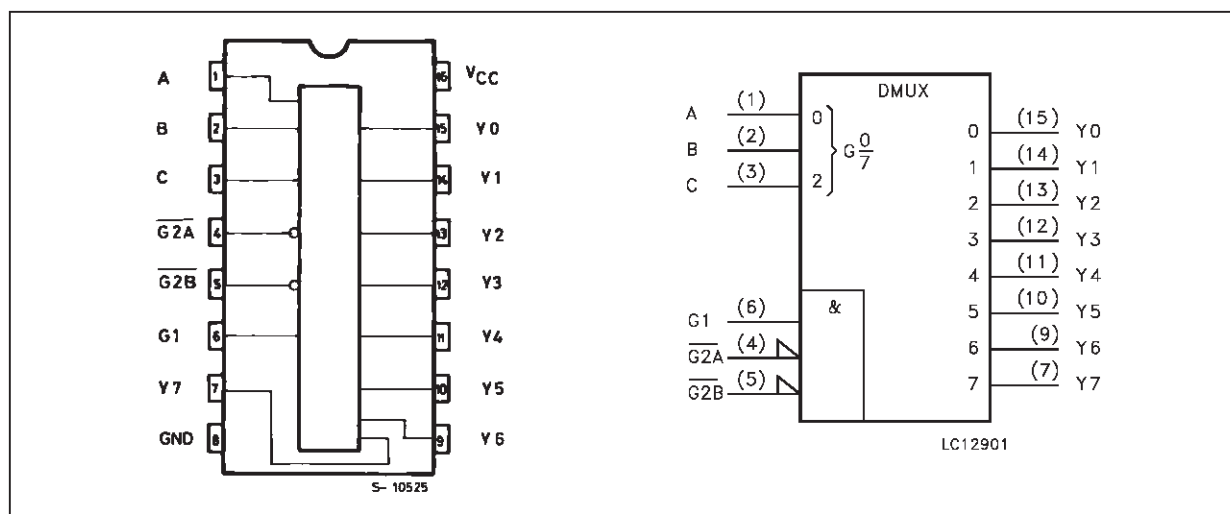 A 1 16 VCC
B 2 15 Y0
C 3 14 Y1
G2A 4 13 Y2
G2B 5 12 Y3
G1 6 11 Y4
Y7 7 10 Y5
GND 8 9 Y6
S- 10525
DMUX
A (1) 0
B (2) G 0/7
C (3) 2
G1 (6) &
G2A (4)
G2B (5)
0 (15) Y0
1 (14) Y1
2 (13) Y2
3 (12) Y3
4 (11) Y4
5 (10) Y5
6 (9) Y6
7 (7) Y7
LC12901